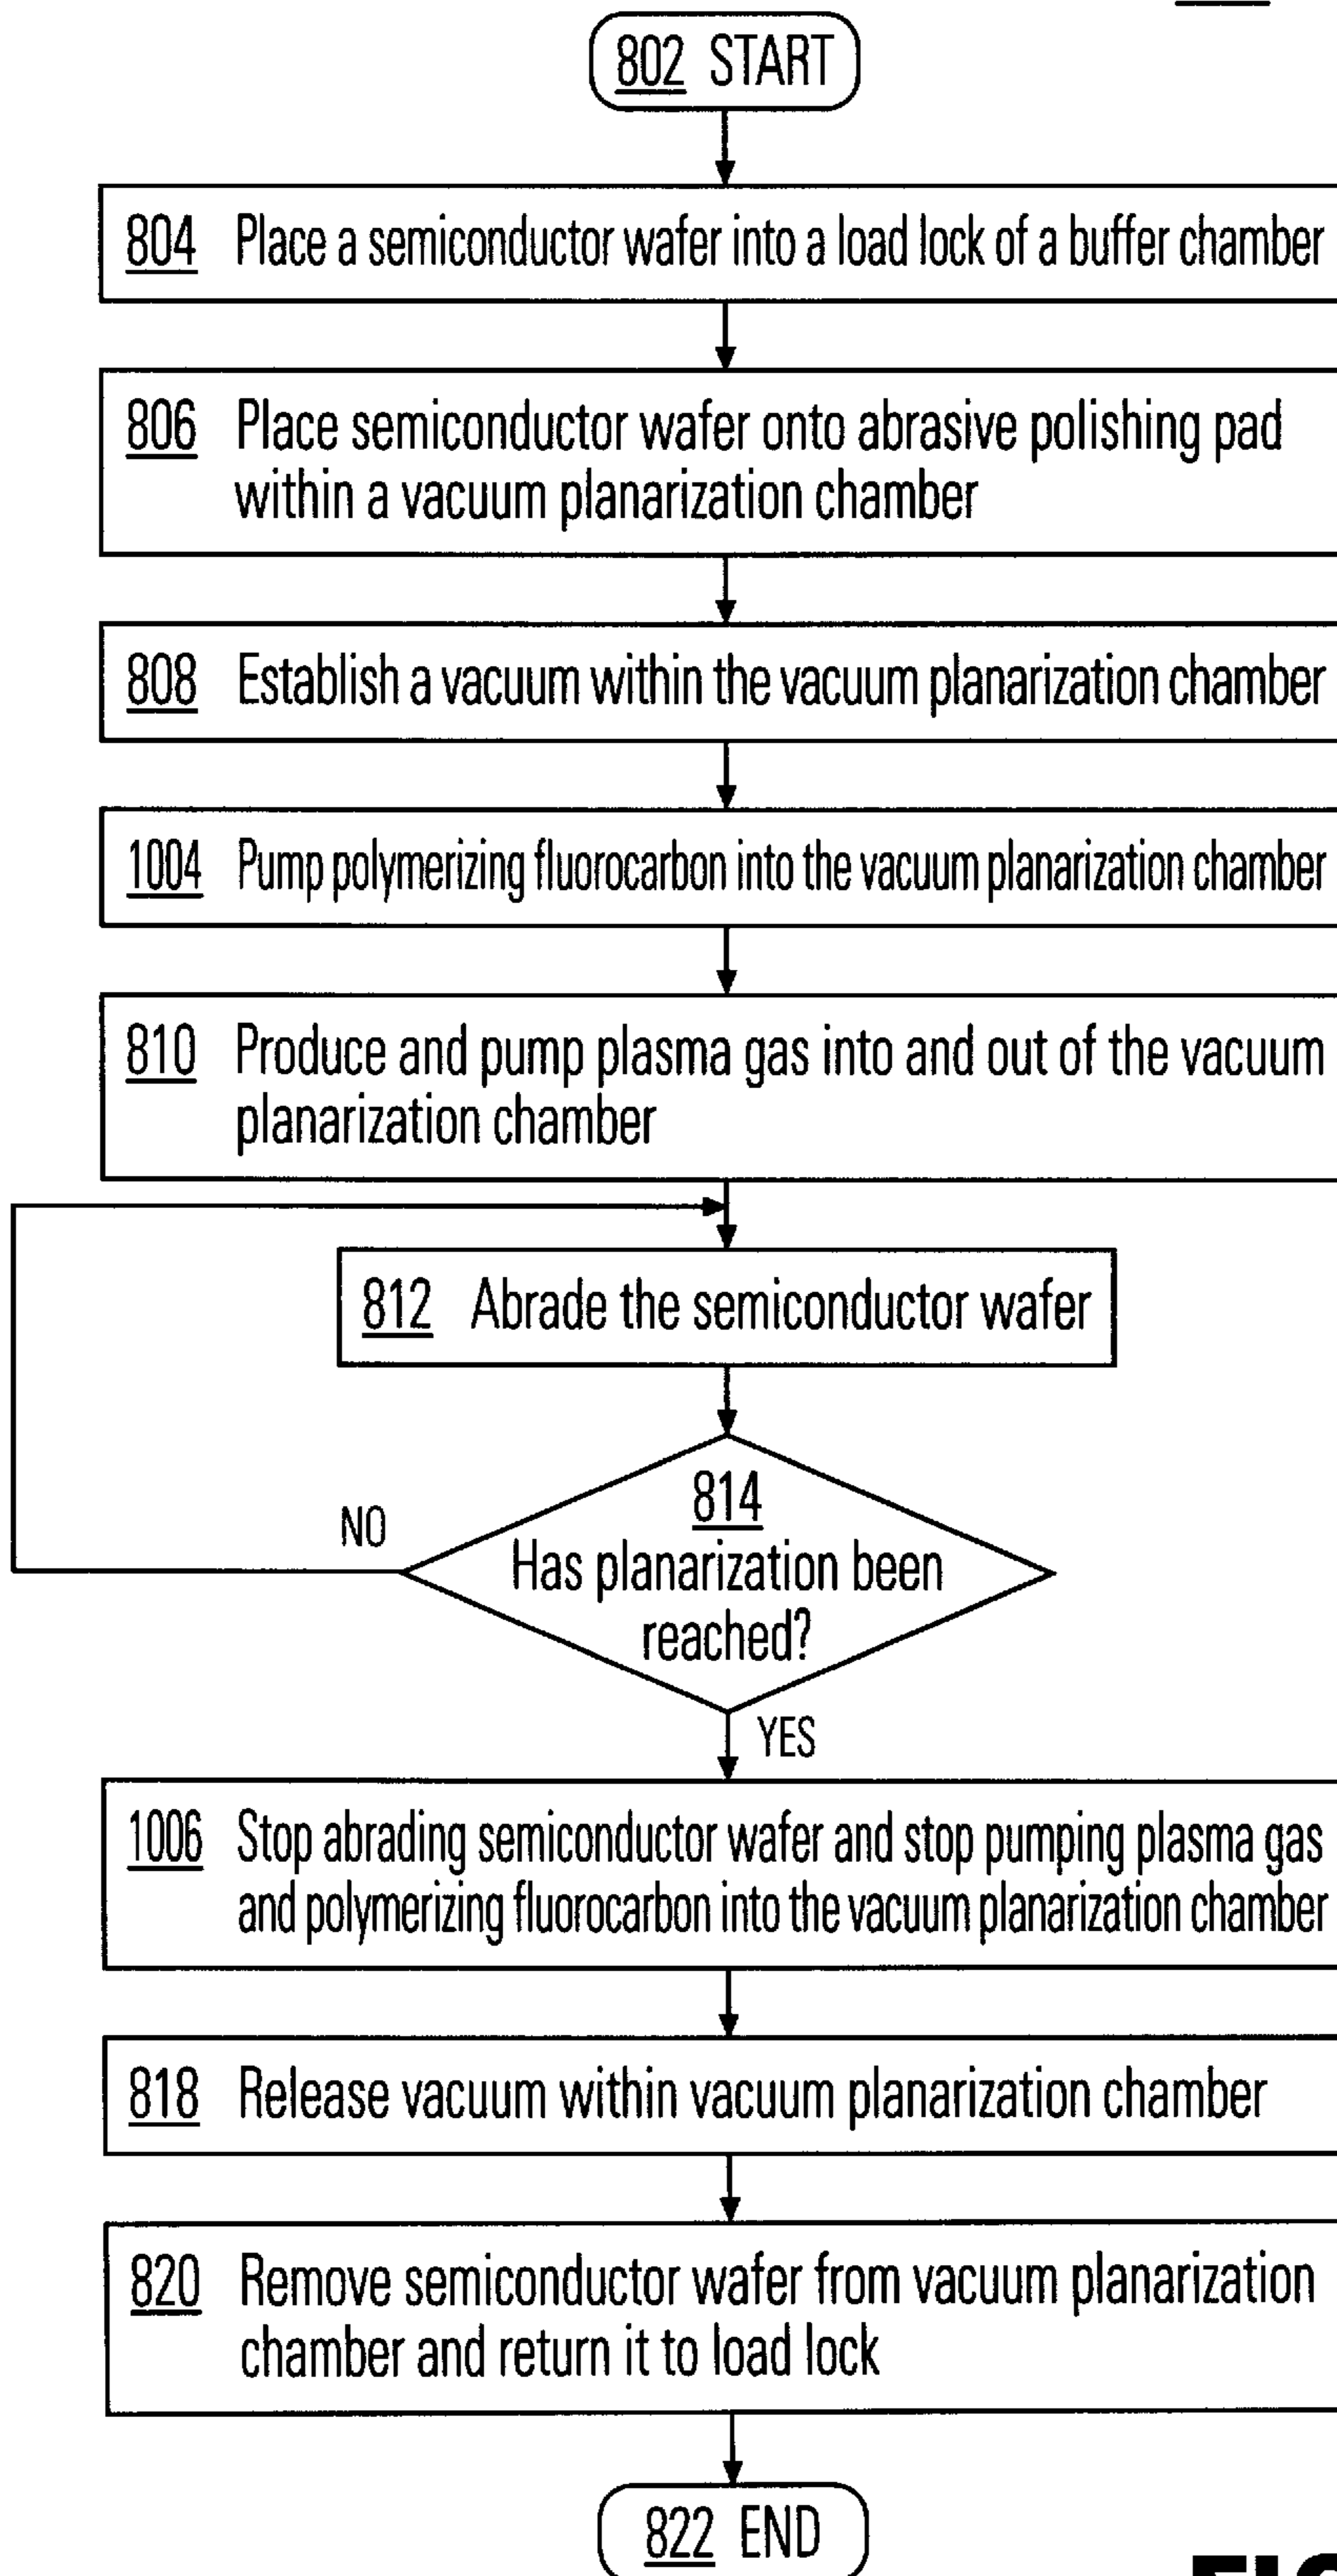 802 START
804 Place a semiconductor wafer into a load lock of a buffer chamber
806 Place semiconductor wafer onto abrasive polishing pad
within a vacuum planarization chamber
808 Establish a vacuum within the vacuum planarization chamber
1004 Pump polymerizing fluorocarbon into the vacuum planarization chamber
810 Produce and pump plasma gas into and out of the vacuum
planarization chamber
812 Abrade the semiconductor wafer
814
Has planarization been
reached?
NO
YES
1006 Stop abrading semiconductor wafer and stop pumping plasma gas
and polymerizing fluorocarbon into the vacuum planarization chamber
818 Release vacuum within vacuum planarization chamber
820 Remove semiconductor wafer from vacuum planarization
chamber and return it to load lock
822 END